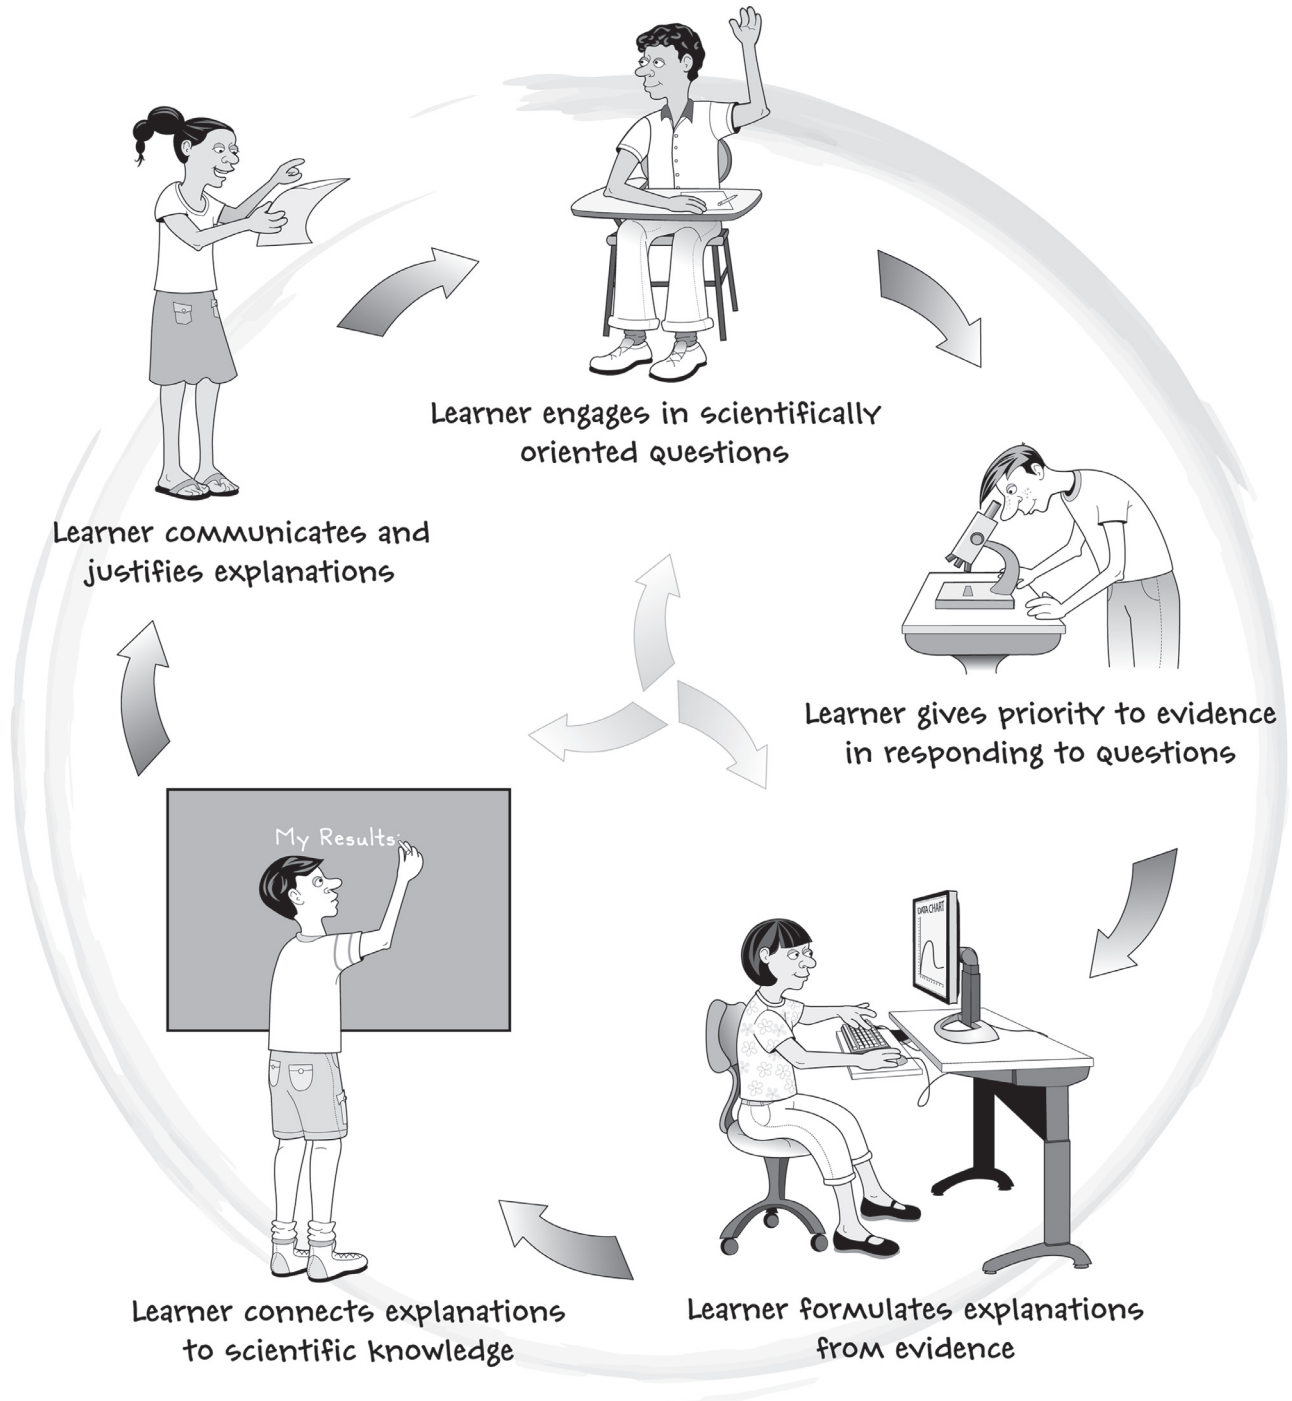 Learner engages in scientifically
oriented questions
Learner communicates and
justifies explanations
Learner gives priority to evidence
in responding to questions
My Results:
DATA CHART
Learner connects explanations
to scientific knowledge
Learner formulates explanations
from evidence